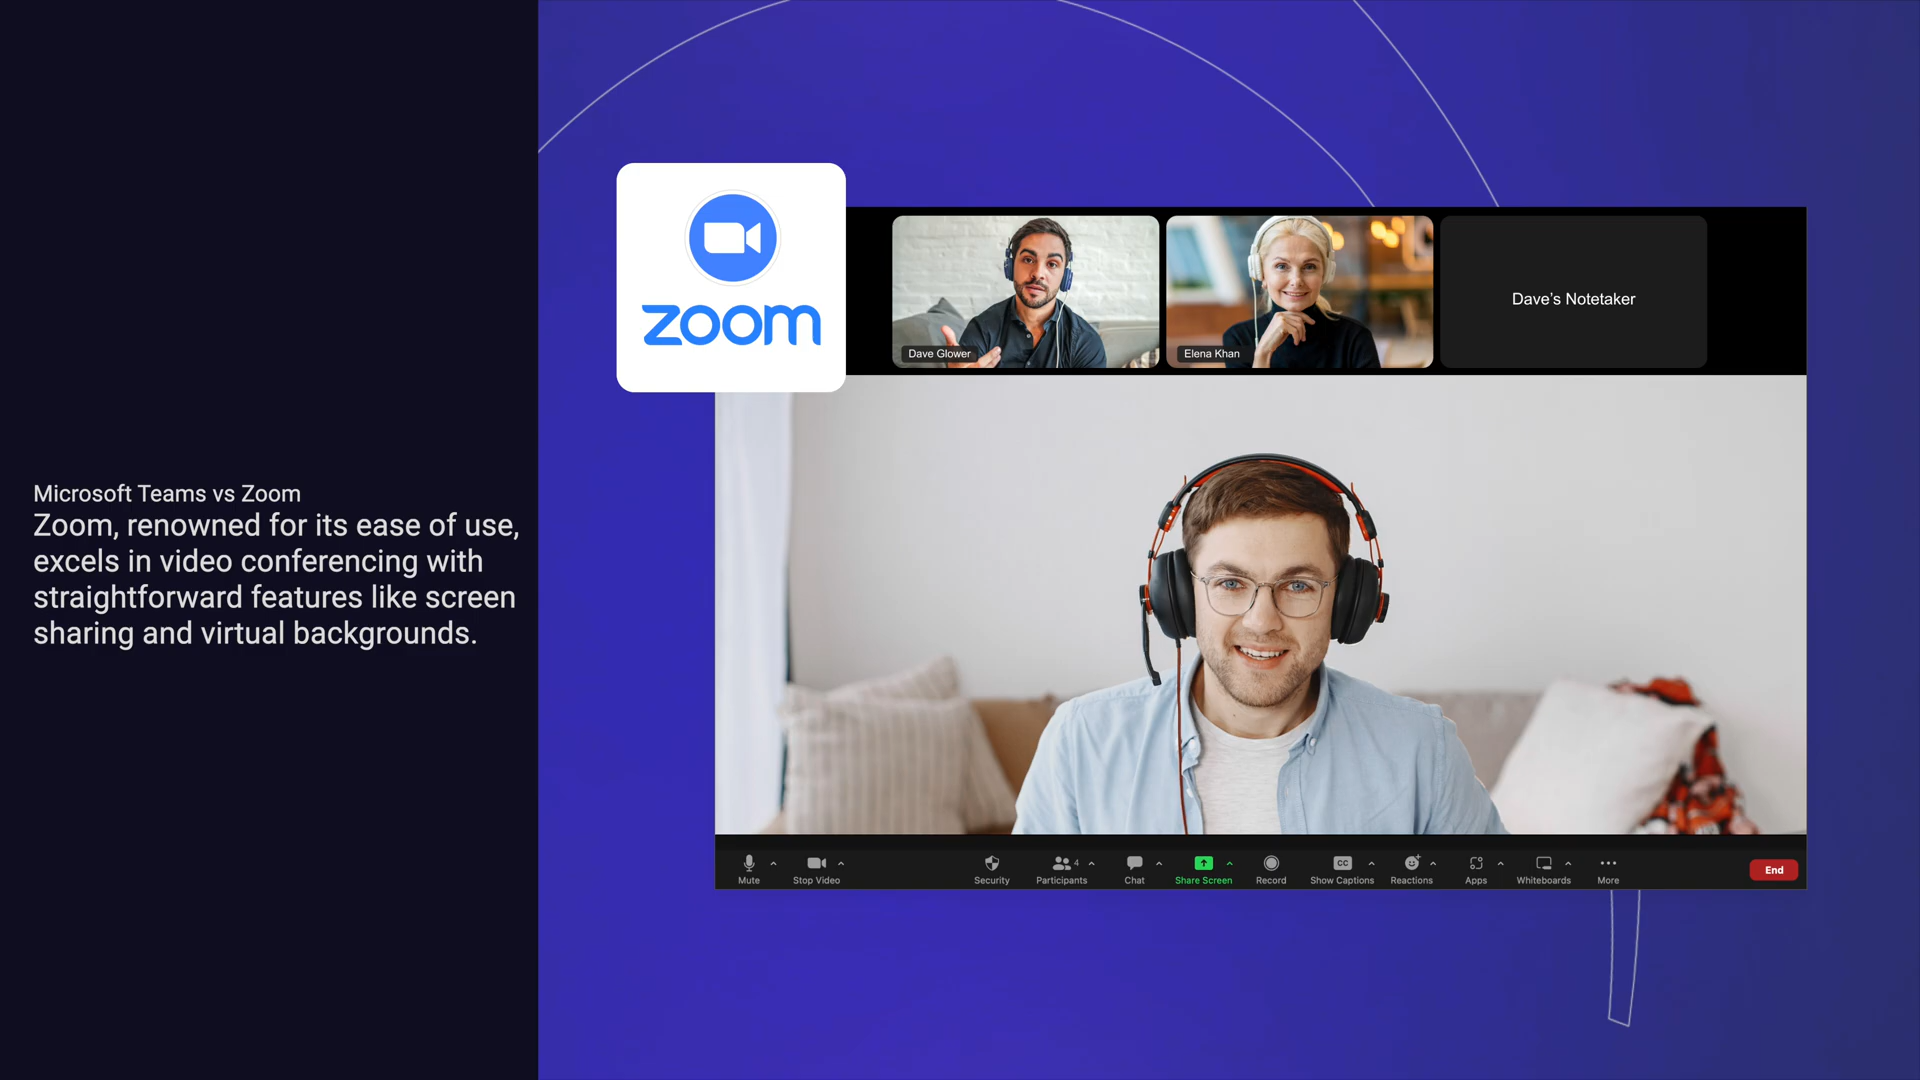 Microsoft Teams vs Zoom
Zoom, renowned for its ease of use,
excels in video conferencing with
straightforward features like screen
sharing and virtual backgrounds.
zoom
Dave Glower
Elena Khan
Dave’s Notetaker
Mute
Stop Video
Security
4
Participants
Chat
Share Screen
Record
CC
Show Captions
Reactions
Apps
Whiteboards
More
End